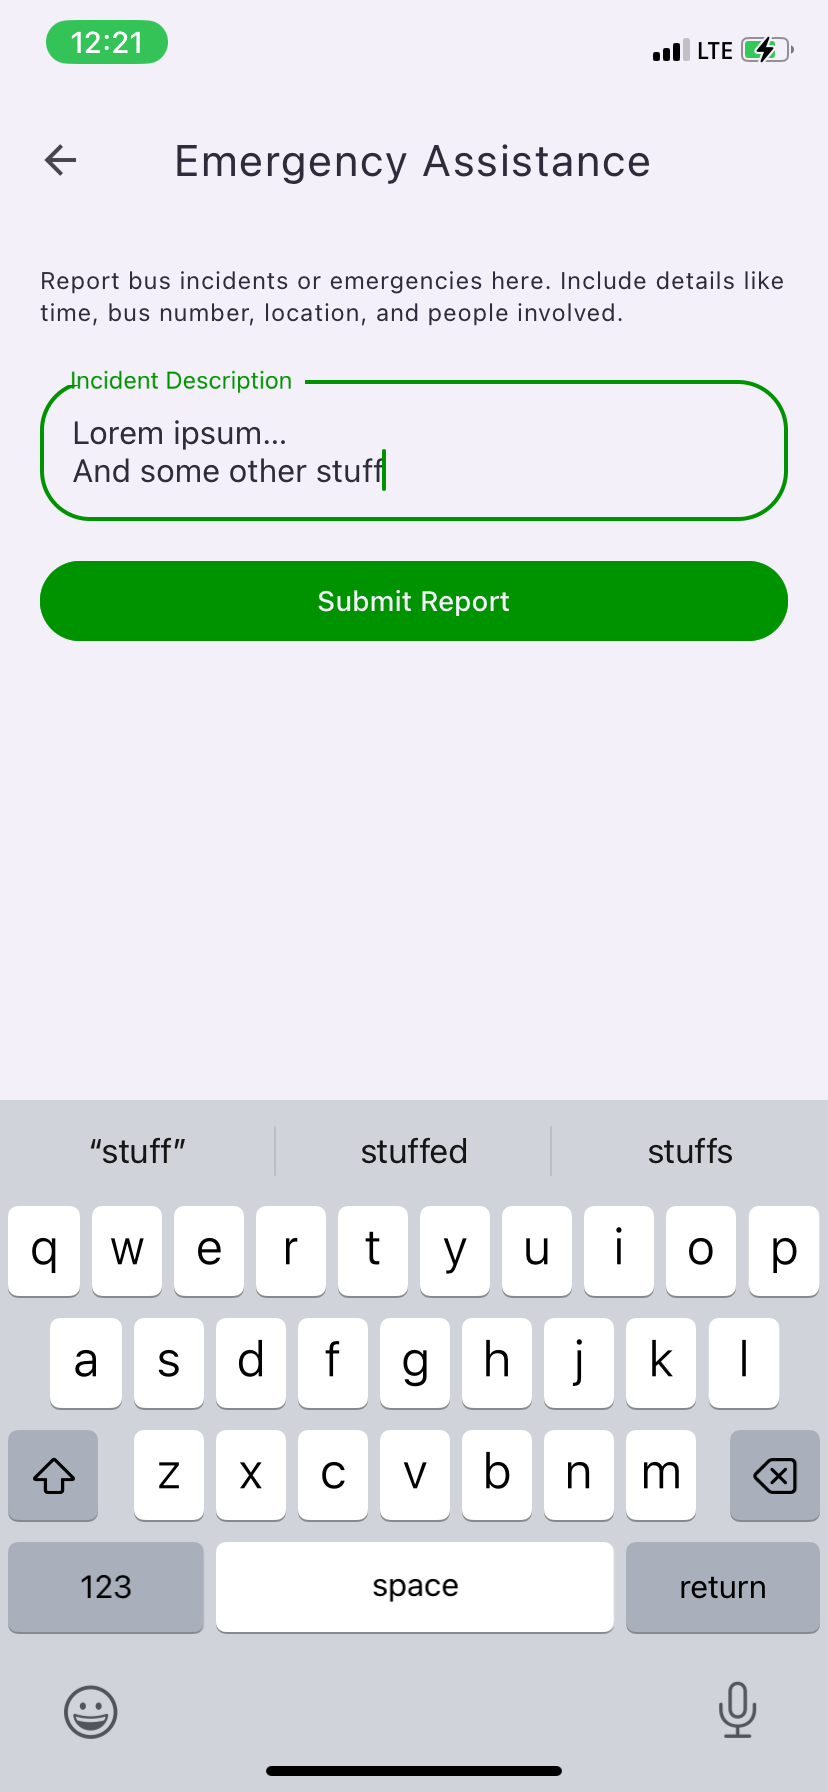 12:21 LTE
Emergency Assistance
Report bus incidents or emergencies here. Include details like
time, bus number, location, and people involved.
Incident Description
Lorem ipsum...
And some other stuff
Submit Report
“stuff” stuffed stuffs
q w e r t y u i o p
a s d f g h j k l
z x c v b n m
123 space return